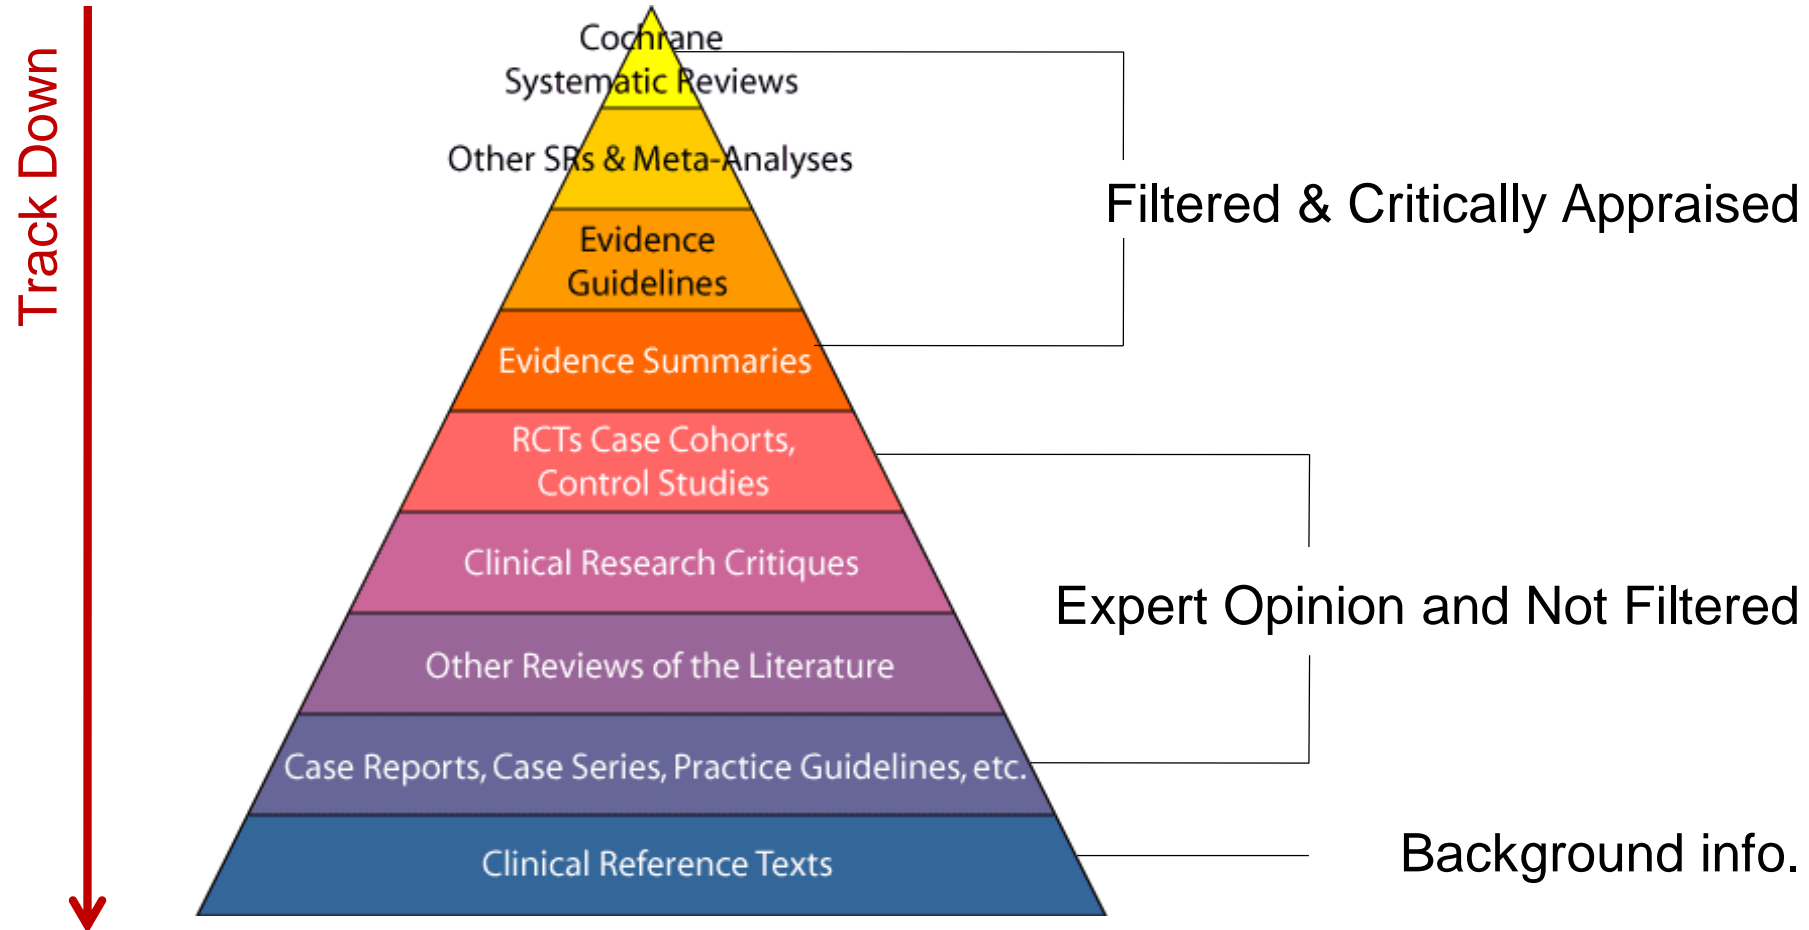 Track Down
Cochrane
Systematic Reviews
Other SRs & Meta-Analyses
Evidence
Guidelines
Evidence Summaries
RCTs Case Cohorts,
Control Studies
Clinical Research Critiques
Other Reviews of the Literature
Case Reports, Case Series, Practice Guidelines, etc.
Clinical Reference Texts
Filtered & Critically Appraised
Expert Opinion and Not Filtered
Background info.